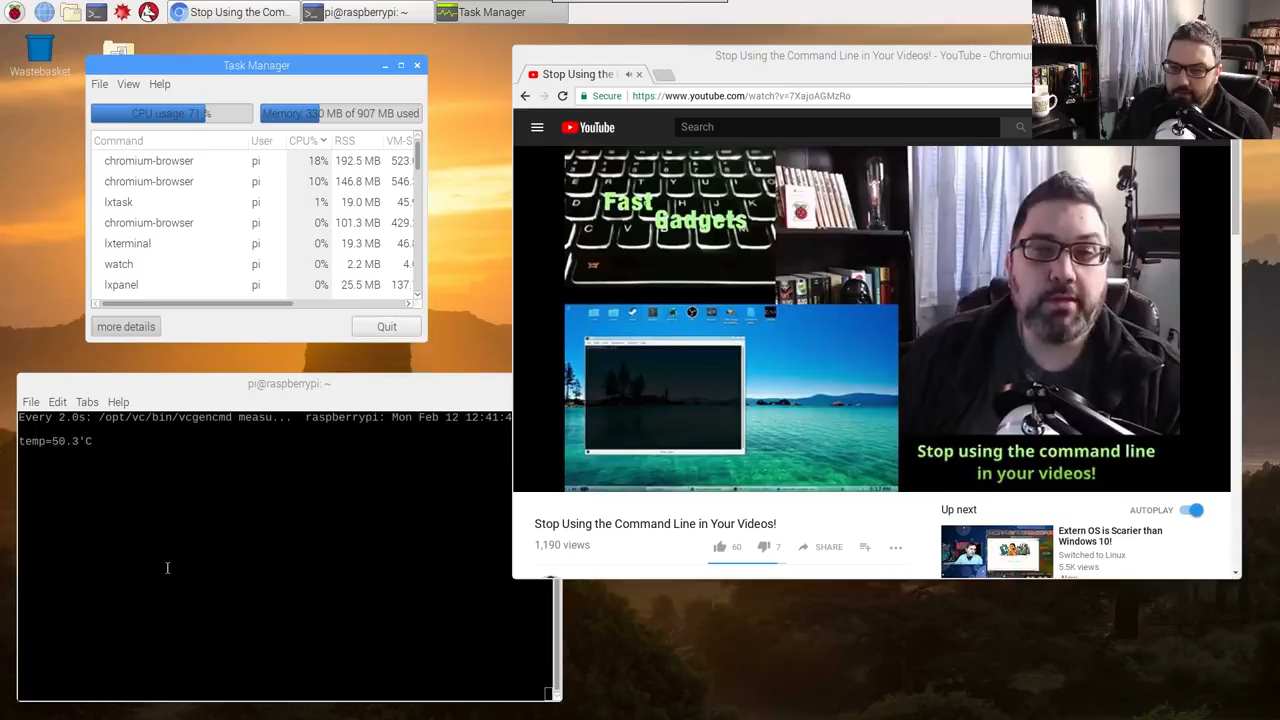 Stop Using the Com...
pi@raspberrypi: ~
Task Manager
Wastebasket
Task Manager
File View Help
CPU usage: 71 %
Memory: 330 MB of 907 MB used
Command User CPU% RSS VM-S
chromium-browser pi 18% 192.5 MB 523.
chromium-browser pi 10% 146.8 MB 546.
lxtask pi 1% 19.0 MB 45.
chromium-browser pi 0% 101.3 MB 429.
lxterminal pi 0% 19.3 MB 46.
watch pi 0% 2.2 MB 4.
lxpanel pi 0% 25.5 MB 137.
more details
Quit
pi@raspberrypi: ~
File Edit Tabs Help
Every 2.0s: /opt/vc/bin/vcgencmd measu... raspberrypi: Mon Feb 12 12:41:4
temp=50.3'C
Stop Using the Command Line in Your Videos! - YouTube - Chromium
Stop Using the
Secure https://www.youtube.com/watch?v=7XajoAGMzRo
YouTube
Search
Fast
Gadgets
Stop using the command line
in your videos!
Stop Using the Command Line in Your Videos!
1,190 views
60
7
SHARE
Up next
AUTOPLAY
Extern OS is Scarier than
Windows 10!
Switched to Linux
5.5K views